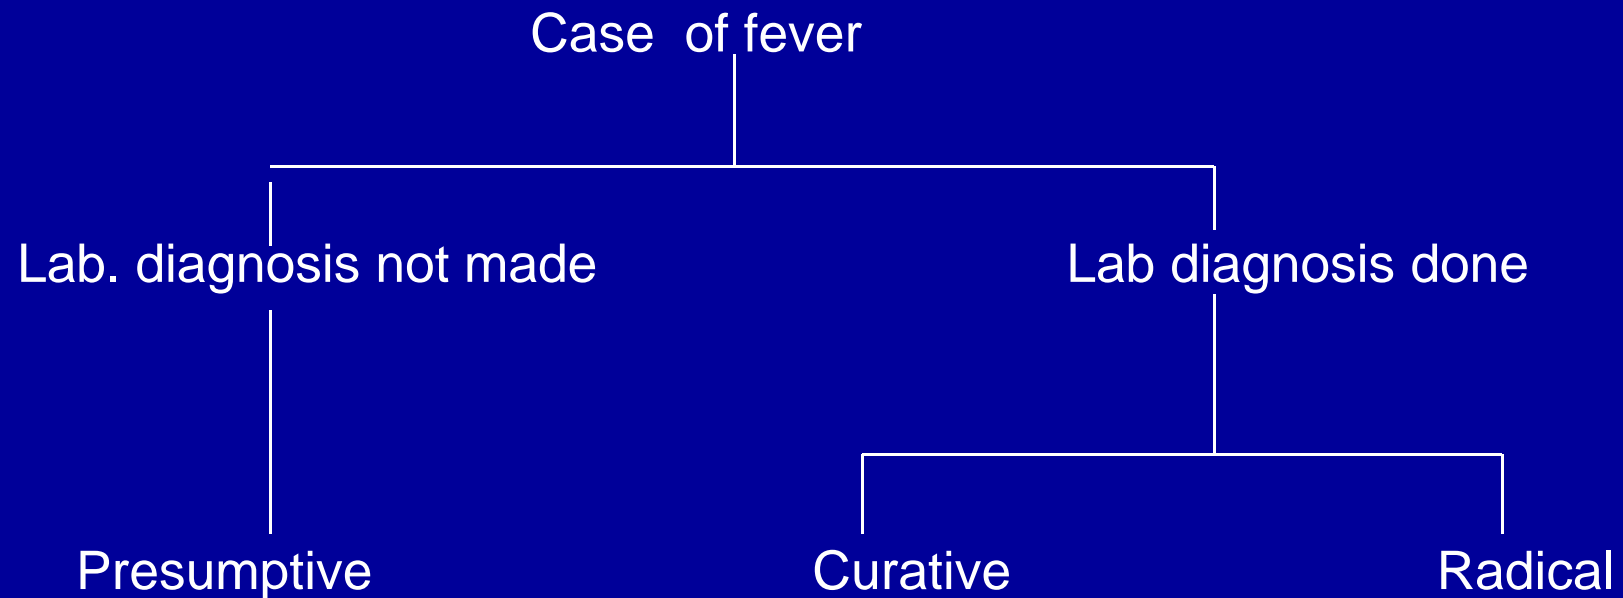 Case of fever
Lab. diagnosis not made
Lab diagnosis done
Presumptive
Curative
Radical